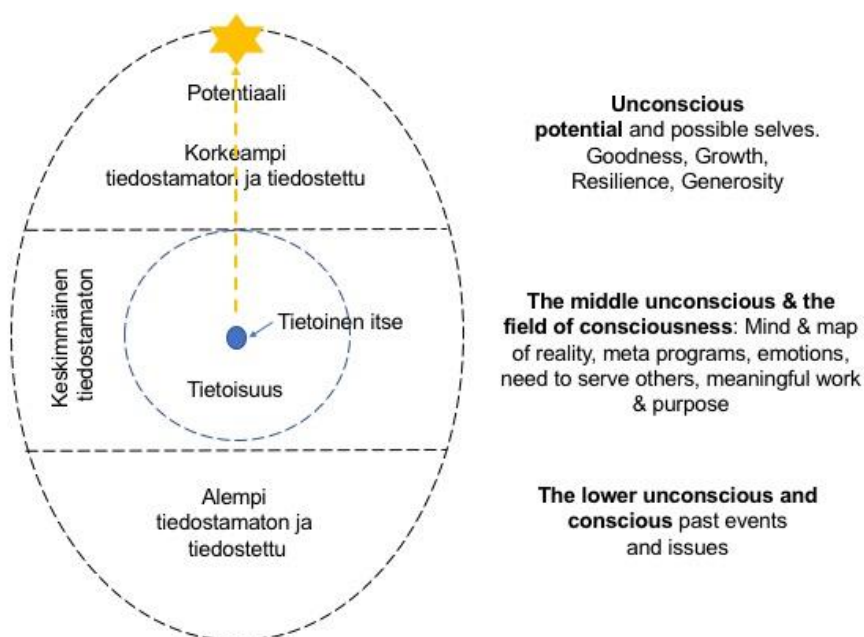 Potentiaali
Korkeampi
tiedostamaton ja tiedostettu
Unconscious
potential and possible selves.
Goodness, Growth,
Resilience, Generosity
Keskimmäinen
tiedostamaton
Tietoinen itse
Tietoisuus
The middle unconscious & the
field of consciousness: Mind & map
of reality, meta programs, emotions,
need to serve others, meaningful work
& purpose
Alempi
tiedostamaton ja
tiedostettu
The lower unconscious and
conscious past events
and issues